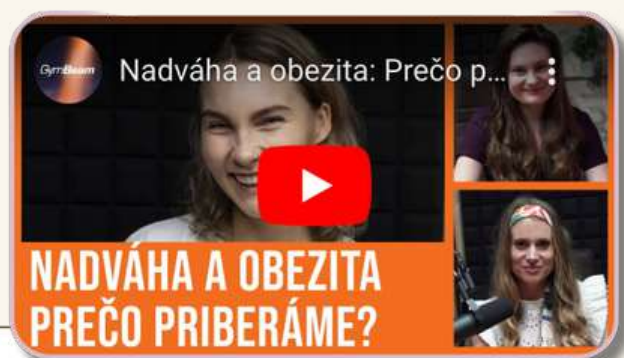 GymBeam
Nadváha a obezita: Prečo p...
NADVÁHA A OBEZITA
PREČO PRIBERÁME?